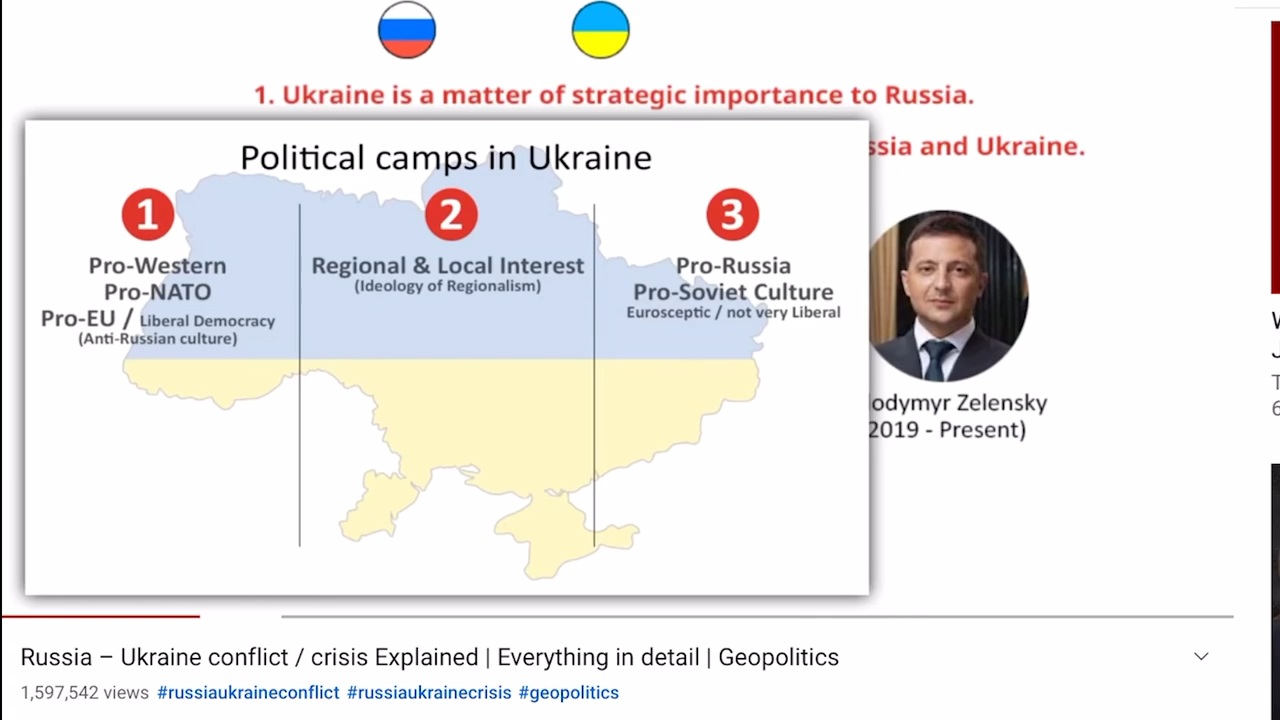 1. Ukraine is a matter of strategic importance to Russia.
and Ukraine.
Political camps in Ukraine
1
Pro-Western
Pro-NATO
Pro-EU / Liberal Democracy
(Anti-Russian culture)
2
Regional & Local Interest
(Ideology of Regionalism)
3
Pro-Russia
Pro-Soviet Culture
Eurosceptic / not very Liberal
Zelensky
2019 - Present)
Russia – Ukraine conflict / crisis Explained | Everything in detail | Geopolitics
1,597,542 views #russiaukraineconflict #russiaukrainecrisis #geopolitics